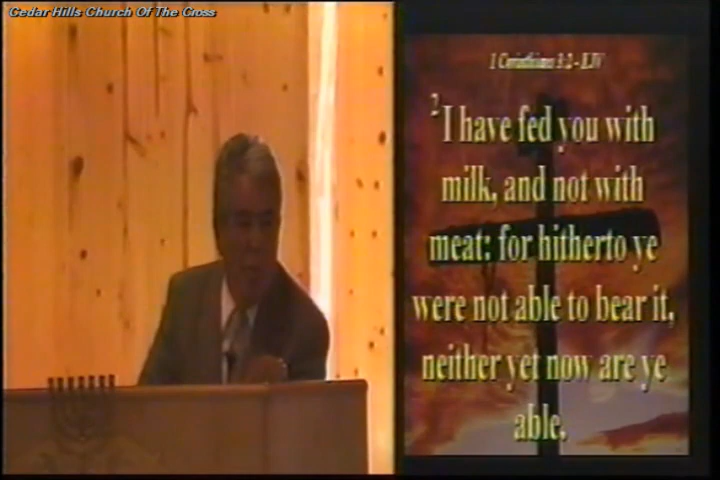 Cedar Hills Church Of The Cross
1 Corinthians 3:2 - KJV
2 I have fed you with
milk, and not with
meat: for hitherto ye
were not able to bear it,
neither yet now are ye
able.